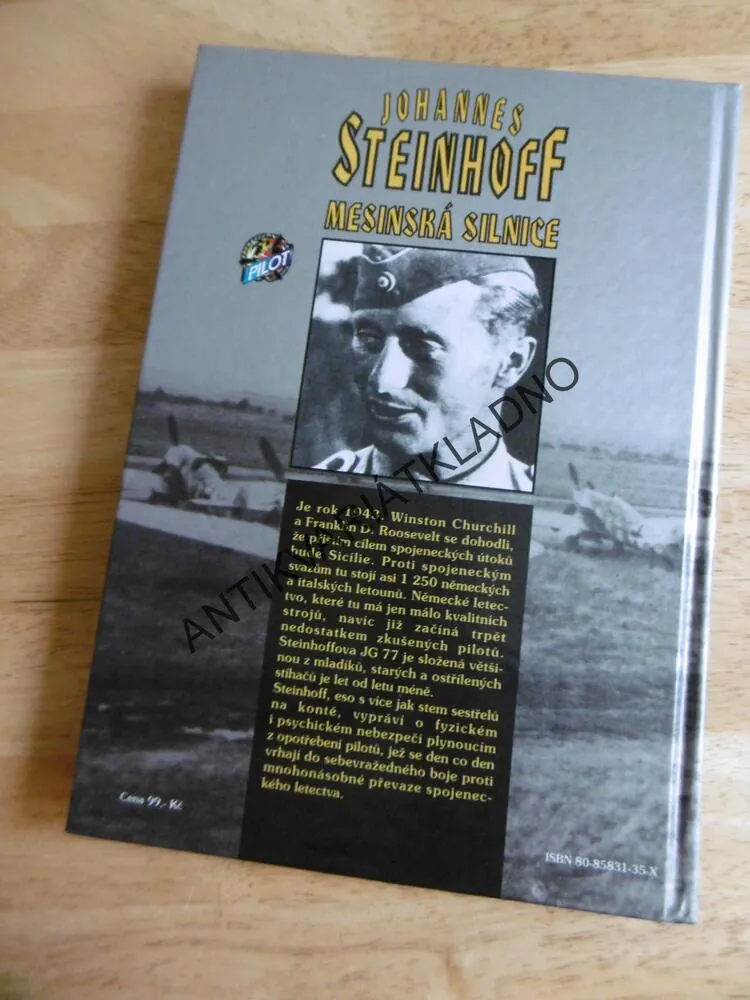 JOHANNES
STEINHOFF
MESINSKÁ SILNICE
PILOT
Je rok 1943. Winston Churchill
a Franklin D. Roosevelt se dohodli,
že příštím cílem spojeneckých útoků
bude Sicílie. Proti spojeneckým
svazům tu stojí asi 1 250 německých
a italských letounů. Německé letec-
tvo, které tu má jen málo kvalitních
strojů, navíc již začíná trpět
nedostatkem zkušených pilotů.
Steinhoffova JG 77 je složená větši-
nou z mladíků, starých a ostřílených
stíhačů je let od letu méně.
Steinhoff, eso s více jak stem sestřelů
na kontě, vypráví o fyzickém
i psychickém nebezpečí plynoucím
z opotřebení pilotů, jež se den co den
vrhají do sebevražedného boje proti
mnohonásobné převaze spojenec-
kého letectva.
Cena 99,- Kč
ISBN 80-85831-35-X
ANTIKVARIÁTKLADNO